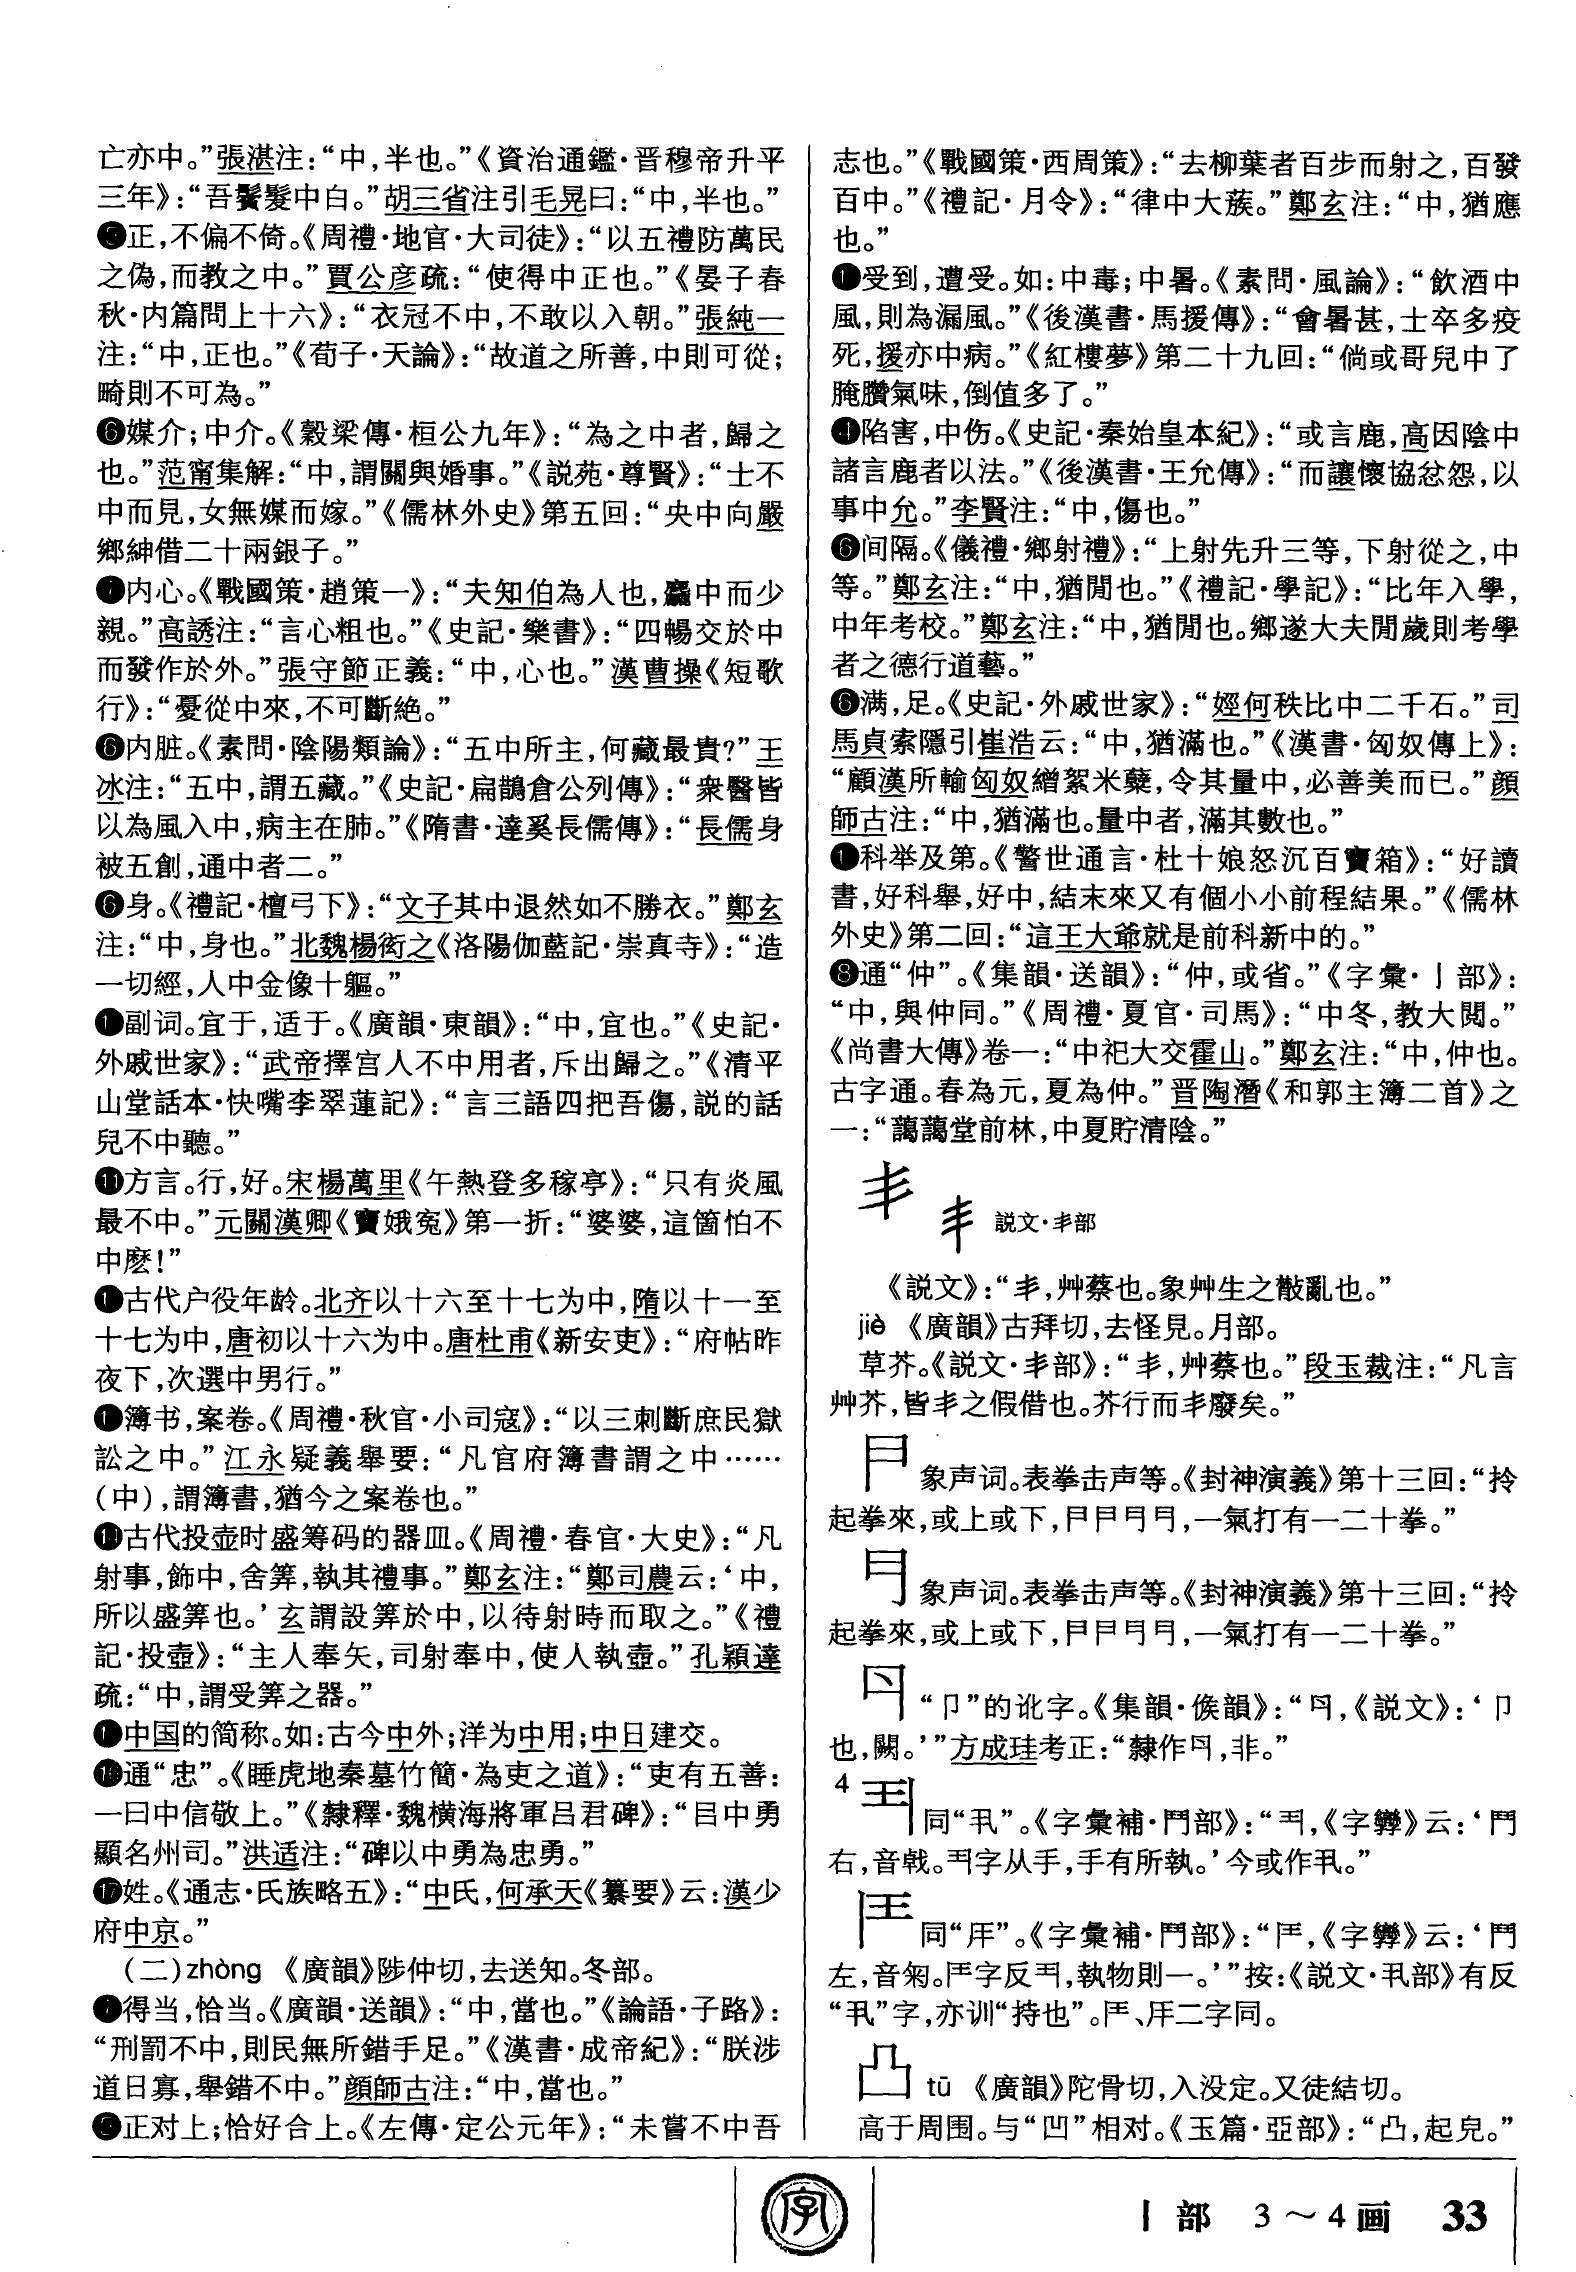 亡亦中。”張湛注：“中，半也。”《資治通鑑·晋穆帝升平
三年》：“吾鬢髮中白。”胡三省注引毛晃曰：“中，半也。”
❺正，不偏不倚。《周禮·地官·大司徒》：“以五禮防萬民
之偽，而教之中。”賈公彦疏：“使得中正也。”《晏子春
秋·内篇問上十六》：“衣冠不中，不敢以入朝。”張純一
注：“中，正也。”《荀子·天論》：“故道之所善，中則可從；
畸則不可為。”
❻媒介；中介。《穀梁傳·桓公九年》：“為之中者，歸之
也。”范甯集解：“中，謂關與婚事。”《説苑·尊賢》：“士不
中而見，女無媒而嫁。”《儒林外史》第五回：“央中向嚴
鄉紳借二十兩銀子。”
❼内心。《戰國策·趙策一》：“夫知伯為人也，麤中而少
親。”高誘注：“言心粗也。”《史記·樂書》：“四暢交於中
而發作於外。”張守節正義：“中，心也。”漢曹操《短歌
行》：“憂從中來，不可斷絶。”
❻内脏。《素問·陰陽類論》：“五中所主，何藏最貴？”王
冰注：“五中，謂五藏。”《史記·扁鵲倉公列傳》：“衆醫皆
以為風入中，病主在肺。”《隋書·達奚長儒傳》：“長儒身
被五創，通中者二。”
❻身。《禮記·檀弓下》：“文子其中退然如不勝衣。”鄭玄
注：“中，身也。”北魏楊衒之《洛陽伽藍記·崇真寺》：“造
一切經，人中金像十軀。”
❶副词。宜于，适于。《廣韻·東韻》：“中，宜也。”《史記·
外戚世家》：“武帝擇宫人不中用者，斥出歸之。”《清平
山堂話本·快嘴李翠蓮記》：“言三語四把吾傷，説的話
兒不中聽。”
⓫方言。行，好。宋楊萬里《午熱登多稼亭》：“只有炎風
最不中。”元關漢卿《竇娥寃》第一折：“婆婆，這箇怕不
中麽！”
❶古代户役年龄。北齐以十六至十七为中，隋以十一至
十七为中，唐初以十六为中。唐杜甫《新安吏》：“府帖昨
夜下，次選中男行。”
❶簿书，案卷。《周禮·秋官·小司寇》：“以三刺斷庶民獄
訟之中。”江永疑義舉要：“凡官府簿書謂之中……
（中），謂簿書，猶今之案卷也。”
⓮古代投壶时盛筹码的器皿。《周禮·春官·大史》：“凡
射事，飾中，舍筭，執其禮事。”鄭玄注：“鄭司農云：‘中，
所以盛筭也。’玄謂設筭於中，以待射時而取之。”《禮
記·投壺》：“主人奉矢，司射奉中，使人執壺。”孔穎達
疏：“中，謂受筭之器。”
❶中国的简称。如：古今中外；洋为中用；中日建交。
⓰通“忠”。《睡虎地秦墓竹簡·為吏之道》：“吏有五善：
一曰中信敬上。”《隸釋·魏横海將軍吕君碑》：“吕中勇
顯名州司。”洪适注：“碑以中勇為忠勇。”
⓱姓。《通志·氏族略五》：“中氏，何承天《纂要》云：漢少
府中京。”
（二）zhòng 《廣韻》陟仲切，去送知。冬部。
❼得当，恰当。《廣韻·送韻》：“中，當也。”《論語·子路》：
“刑罰不中，則民無所錯手足。”《漢書·成帝紀》：“朕涉
道日寡，舉錯不中。”顔師古注：“中，當也。”
❺正对上；恰好合上。《左傳·定公元年》：“未嘗不中吾
志也。”《戰國策·西周策》：“去柳葉者百步而射之，百發
百中。”《禮記·月令》：“律中大蔟。”鄭玄注：“中，猶應
也。”
❶受到，遭受。如：中毒；中暑。《素問·風論》：“飲酒中
風，則為漏風。”《後漢書·馬援傳》：“會暑甚，士卒多疫
死，援亦中病。”《紅樓夢》第二十九回：“倘或哥兒中了
腌臢氣味，倒值多了。”
❹陷害，中伤。《史記·秦始皇本紀》：“或言鹿，高因陰中
諸言鹿者以法。”《後漢書·王允傳》：“而讓懷協忿怨，以
事中允。”李賢注：“中，傷也。”
❻间隔。《儀禮·鄉射禮》：“上射先升三等，下射從之，中
等。”鄭玄注：“中，猶閒也。”《禮記·學記》：“比年入學，
中年考校。”鄭玄注：“中，猶閒也。鄉遂大夫閒歲則考學
者之德行道藝。”
❻满，足。《史記·外戚世家》：“娙何秩比中二千石。”司
馬貞索隱引崔浩云：“中，猶滿也。”《漢書·匈奴傳上》：
“顧漢所輸匈奴繒絮米糵，令其量中，必善美而已。”顔
師古注：“中，猶滿也。量中者，滿其數也。”
❶科举及第。《警世通言·杜十娘怒沉百寶箱》：“好讀
書，好科舉，好中，結末來又有個小小前程結果。”《儒林
外史》第二回：“這王大爺就是前科新中的。”
❽通“仲”。《集韻·送韻》：“仲，或省。”《字彙·丨部》：
“中，與仲同。”《周禮·夏官·司馬》：“中冬，教大閲。”
《尚書大傳》卷一：“中祀大交霍山。”鄭玄注：“中，仲也。
古字通。春為元，夏為仲。”晋陶潛《和郭主簿二首》之
一：“藹藹堂前林，中夏貯清陰。”
丯 丯 説文·丯部
《説文》：“丯，艸蔡也。象艸生之散亂也。”
jiè 《廣韻》古拜切，去怪見。月部。
草芥。《説文·丯部》：“丯，艸蔡也。”段玉裁注：“凡言
艸芥，皆丯之假借也。芥行而丯廢矣。”
𠁣 象声词。表拳击声等。《封神演義》第十三回：“拎
起拳來，或上或下，𠁣𠁣𠁤𠁤，一氣打有一二十拳。”
𠁤 象声词。表拳击声等。《封神演義》第十三回：“拎
起拳來，或上或下，𠁣𠁣𠁤𠁤，一氣打有一二十拳。”
“卩”的讹字。《集韻·𠊱韻》：“，《説文》：‘卩
也，闕。’”方成珪考正：“隸作，非。”
4 同“丮”。《字彙補·鬥部》：“，《字孿》云：‘鬥
右，音戟。字从手，手有所執。’今或作丮。”
同“”。《字彙補·鬥部》：“，《字孿》云：‘鬥
左，音匊。字反，執物則一。’”按：《説文·丮部》有反
“丮”字，亦训“持也”。、二字同。
凸 tū 《廣韻》陀骨切，入没定。又徒結切。
高于周围。与“凹”相对。《玉篇·亞部》：“凸，起皃。”
字
丨部 3～4画 33